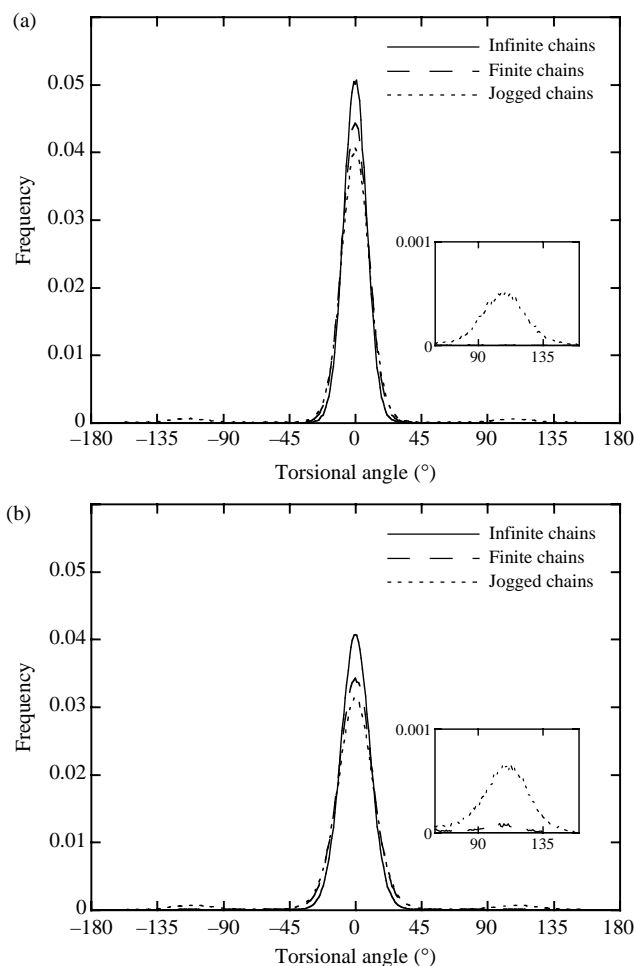 (a)
Infinite chains
Finite chains
Jogged chains
0.05
0.04
0.03
0.02
0.01
0
Frequency
0.001
0
90 135
–180 –135 –90 –45 0 45 90 135 180
Torsional angle (°)
(b)
Infinite chains
Finite chains
Jogged chains
0.05
0.04
0.03
0.02
0.01
0
Frequency
0.001
0
90 135
–180 –135 –90 –45 0 45 90 135 180
Torsional angle (°)